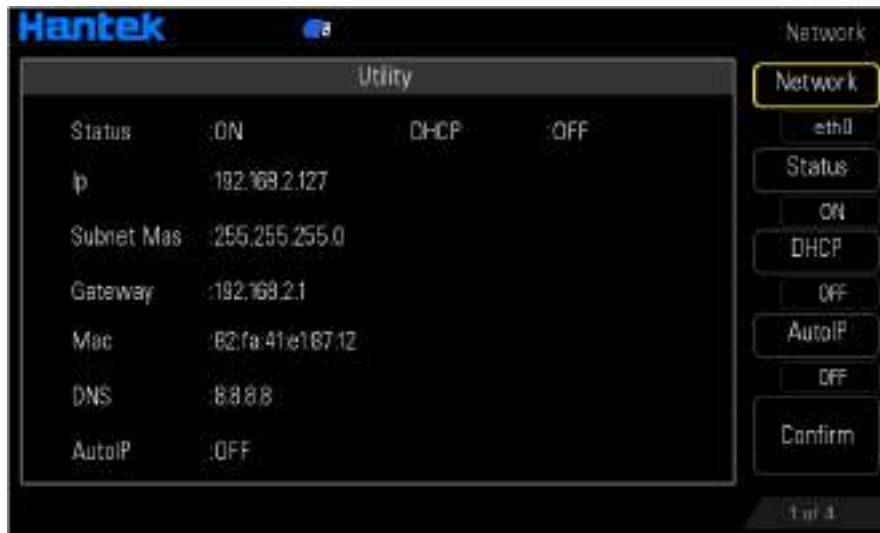 Hantek
Network
Utility
Status :ON DHCP :OFF
Ip :192.168.2.127
Subnet Mas :255.255.255.0
Gateway :192.168.2.1
Mac :82:fa:41:e1:87:12
DNS :8.8.8.8
AutoIP :OFF
Network
eth0
Status
ON
DHCP
OFF
AutoIP
OFF
Confirm
1 of 4